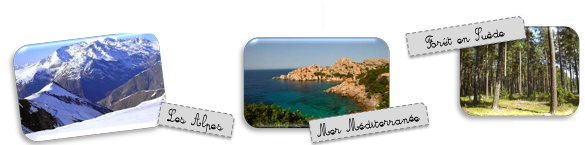 Les Alpes
Mer Méditerranée
Forêt en Suède